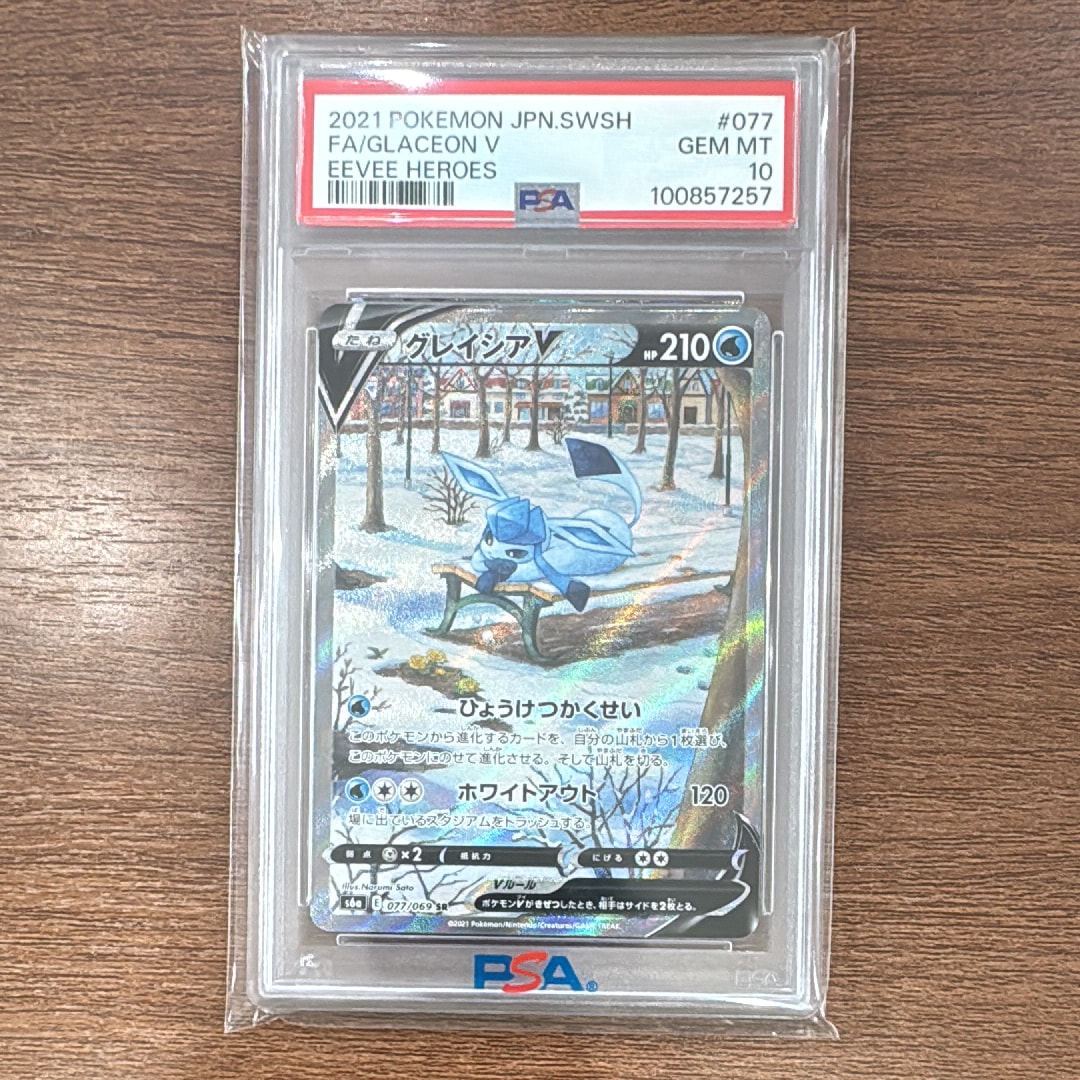 2021 POKEMON JPN.SWSH #077
FA/GLACEON V GEM MT
EEVEE HEROES 10
PSA 100857257
たね グレイシアV HP 210
ひょうけつかくせい
このポケモンから進化するカードを、自分の山札から1枚選び、
このポケモンにのせて進化させる。そして山札を切る。
ホワイトアウト 120
場に出ているスタジアムをトラッシュする。
弱点 ×2 抵抗力 にげる
Illus. Narumi Sato
Vルール
s6a E 077/069 SR ポケモンVがきぜつしたとき、相手はサイドを2枚とる。
©2021 Pokémon/Nintendo/Creatures/GAME FREAK.
PSA®